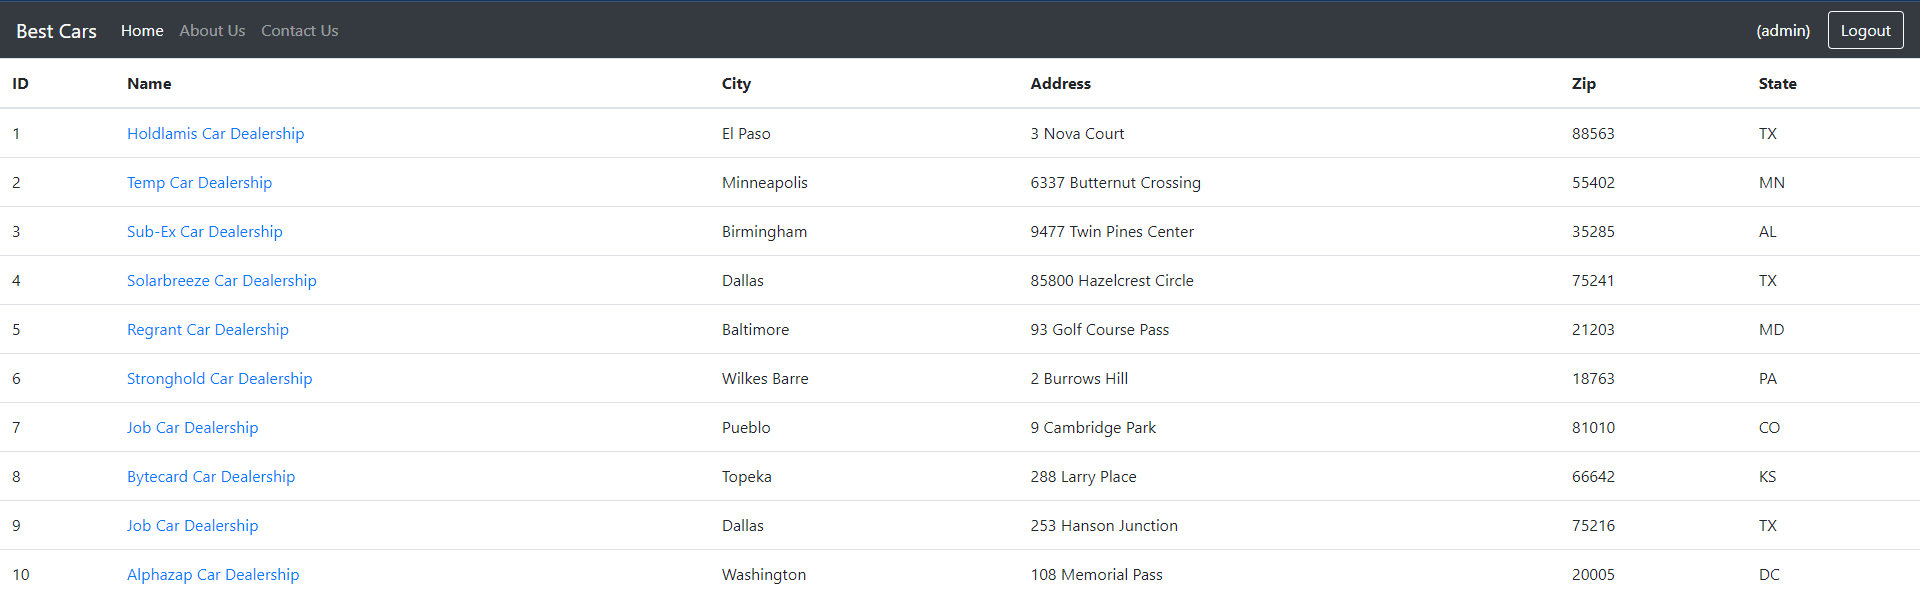 Best Cars Home About Us Contact Us (admin) Logout
ID Name City Address Zip State
1 Holdlamis Car Dealership El Paso 3 Nova Court 88563 TX
2 Temp Car Dealership Minneapolis 6337 Butternut Crossing 55402 MN
3 Sub-Ex Car Dealership Birmingham 9477 Twin Pines Center 35285 AL
4 Solarbreeze Car Dealership Dallas 85800 Hazelcrest Circle 75241 TX
5 Regrant Car Dealership Baltimore 93 Golf Course Pass 21203 MD
6 Stronghold Car Dealership Wilkes Barre 2 Burrows Hill 18763 PA
7 Job Car Dealership Pueblo 9 Cambridge Park 81010 CO
8 Bytecard Car Dealership Topeka 288 Larry Place 66642 KS
9 Job Car Dealership Dallas 253 Hanson Junction 75216 TX
10 Alphazap Car Dealership Washington 108 Memorial Pass 20005 DC